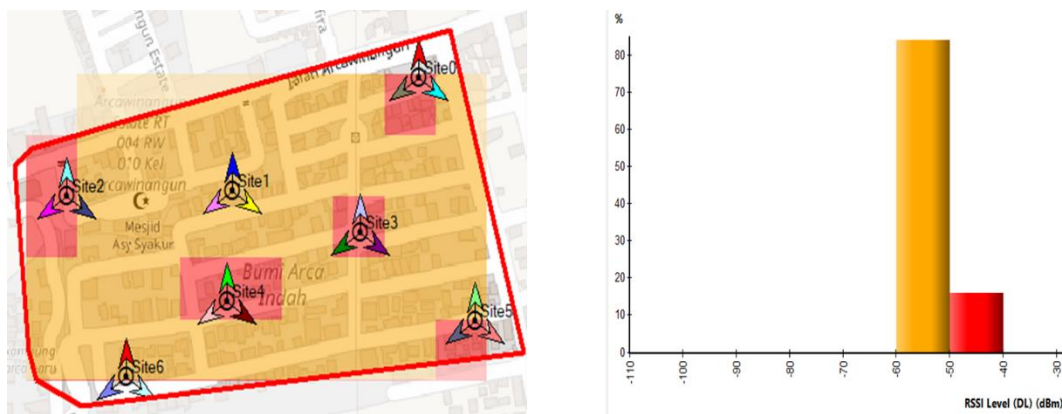 Jalan Arcawinangun
Site0
Arcawinangun
Estate RT
004 RW
010 Kel
Arcawinangun
Site2
Site1
Mesjid
Asy Syakur
Site3
Bumi Arca
Indah
Site4
Site5
Site6
%
80
70
60
50
40
30
20
10
0
-110
-100
-90
-80
-70
-60
-50
-40
-30
RSSI Level (DL) (dBm)